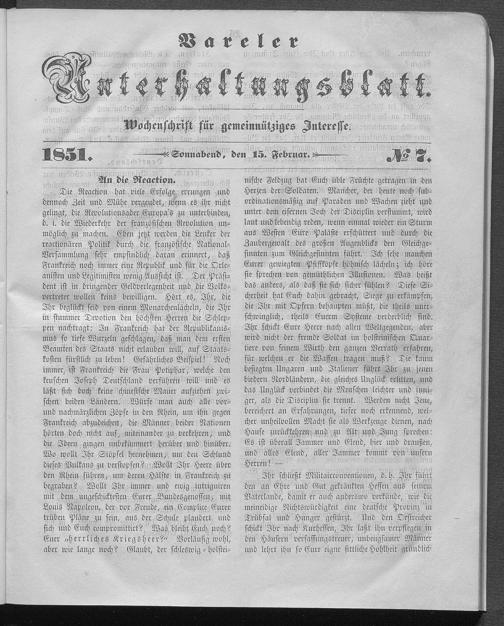 Vareler
Unterhaltungsblatt.
Wochenschrift für gemeinnütziges Interesse.
1851. Sonnabend, den 15. Februar. № 7.
An die Reaction.
Die Reaction hat viele Erfolge errungen und
dennoch Zeit und Mühe vergeudet, wenn es ihr nicht
gelingt, die Revolutionsader Europa's zu unterbinden,
d. i. die Wiederkehr der französischen Revolution un-
möglich zu machen. Eben jetzt werden die Lenker der
reactionären Politik durch die französische National-
Versammlung sehr empfindlich daran erinnert, daß
Frankreich noch immer eine Republik und für die Orle-
anisten und Legitimisten wenig Aussicht ist. Der Präsi-
dent ist in dringender Geldverlegenheit und die Volks-
vertreter wollen keins bewilligen. Hört es, Ihr, die
Ihr beglückt seid von einem Monarchenlächeln, die Ihr
in stummer Devotion den höchsten Herren die Schlep-
pen nachtragt: In Frankreich hat der Republikanis-
mus so tiefe Wurzeln geschlagen, daß man dem ersten
Beamten des Staats nicht erlauben will, auf Staats-
kosten fürstlich zu leben! Gefährliches Beispiel! Noch
immer ist Frankreich die Frau Potiphar, welche den
keuschen Joseph Deutschland verführen will und es
läßt sich doch keine chinesische Mauer aufziehen zwi-
schen beiden Ländern. Würfe man auch alle vor-
und nachmärzlichen Zöpfe in den Rhein, um ihn gegen
Frankreich abzudeichen, die Männer beider Nationen
hörten doch nicht auf, miteinander zu verkehren, und
die Ideen gingen unbekümmert herüber und hinüber.
Wo wollt Ihr Stöpsel hernehmen, um den Schlund
dieses Vulkans zu verstopfen? Wollt Ihr Heere über
den Rhein führen, um deren Hälfte in Frankreich zu
begraben? Wollt Ihr immer und ewig intriguiren
mit dem ungeschicktesten Eurer Bundesgenossen, mit
Louis Napoleon, der vor Freude, ein Complice Eurer
trüben Pläne zu sein, aus der Schule plaudert und
sich und Euch compromittirt? Was bleibt Euch noch?
Euer „herrliches Kriegsheer?" Vorläufig wohl,
aber wie lange noch? Glaubt, der schleswig-holstei-
nische Feldzug hat Euch üble Früchte getragen in den
Herzen der Soldaten. Mancher, der heute noch sub-
ordinationsmäßig auf Paraden und Wachen zieht und
unter dem eisernen Joch der Disciplin verstummt, wird
laut und lebendig reden, wenn einmal wieder ein Sturm
aus Westen Eure Paläste erschüttert und durch die
Zaubergewalt des großen Augenblicks den Gleichge-
sinnten zum Gleichgesinnten führt. Ich sehe manchen
Eurer gewiegten Pfiffköpfe höhnisch lächeln; ich höre
sie sprechen von gemüthlichen Illusionen. Was heißt
das anders, als daß sie sich sicher fühlen? Diese Si-
cherheit hat Euch dahin gebracht, Siege zu erkämpfen,
die Ihr mit Opfern behaupten müßt, die theils uner-
schwinglich, theils Eurem Systeme verderblich sind.
Ihr schickt Eure Heere nach allen Weltgegenden, aber
wird nicht der fremde Soldat im holsteinischen Quar-
tiere von seinem Wirth den ganzen Verrath erfahren,
für welchen er die Waffen tragen muß? Die kaum
besiegten Ungarn und Italiener führt Ihr zu jenen
biedern Nordländern, die gleiches Unglück erlitten, und
das Unglück verbindet die Menschen leichter und inni-
ger, als die Disciplin sie trennt. Werden nicht Jene,
bereichert an Erfahrungen, tiefer noch erkennend, wel-
cher unheilvollen Macht sie als Werkzeuge dienen, nach
Hause zurückkehren und zu Alt und Jung sprechen:
Es ist überall Jammer und Elend, hier und draußen,
und alles Elend, aller Jammer kommt von unsern
Herren! —
Ihr schließt Militairconventionen, d. h. Ihr führt
den an Ehre und Gut gekränkten Hessen aus seinem
Vaterlande, damit er auch anderswo verkünde, wie die
meineidige Nichtswürdigkeit eine deutsche Provinz in
Trübsal und Hunger gestürzt. Und den Oestreicher
schickt Ihr nach Kurhessen, Ihr laßt ihn verpflegen in
den Häusern verfassungstreuer, unbeugsamer Männer
und lehrt ihn so Eure eigne sittliche Hohlheit gründlich